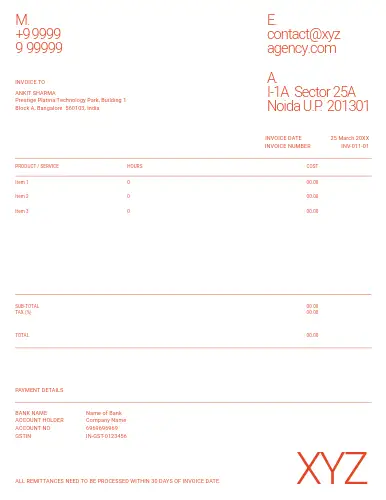 M.
+9 9999
9 99999
E.
contact@xyz
agency.com
A.
I-1A Sector 25A
Noida U.P. 201301
INVOICE TO
ANKIT SHARMA
Prestige Platina Technology Park, Building 1
Block A, Bangalore 560103, India
INVOICE DATE 25 March 20XX
INVOICE NUMBER INV-011-01
PRODUCT / SERVICE HOURS COST
Item 1 0 00.00
Item 2 0 00.00
Item 3 0 00.00
SUB-TOTAL 00.00
TAX (%) 00.00
TOTAL 00.00
PAYMENT DETAILS
BANK NAME Name of Bank
ACCOUNT HOLDER Company Name
ACCOUNT NO 6969696969
GSTIN IN-GST-0123456
XYZ
ALL REMITTANCES NEED TO BE PROCESSED WITHIN 30 DAYS OF INVOICE DATE